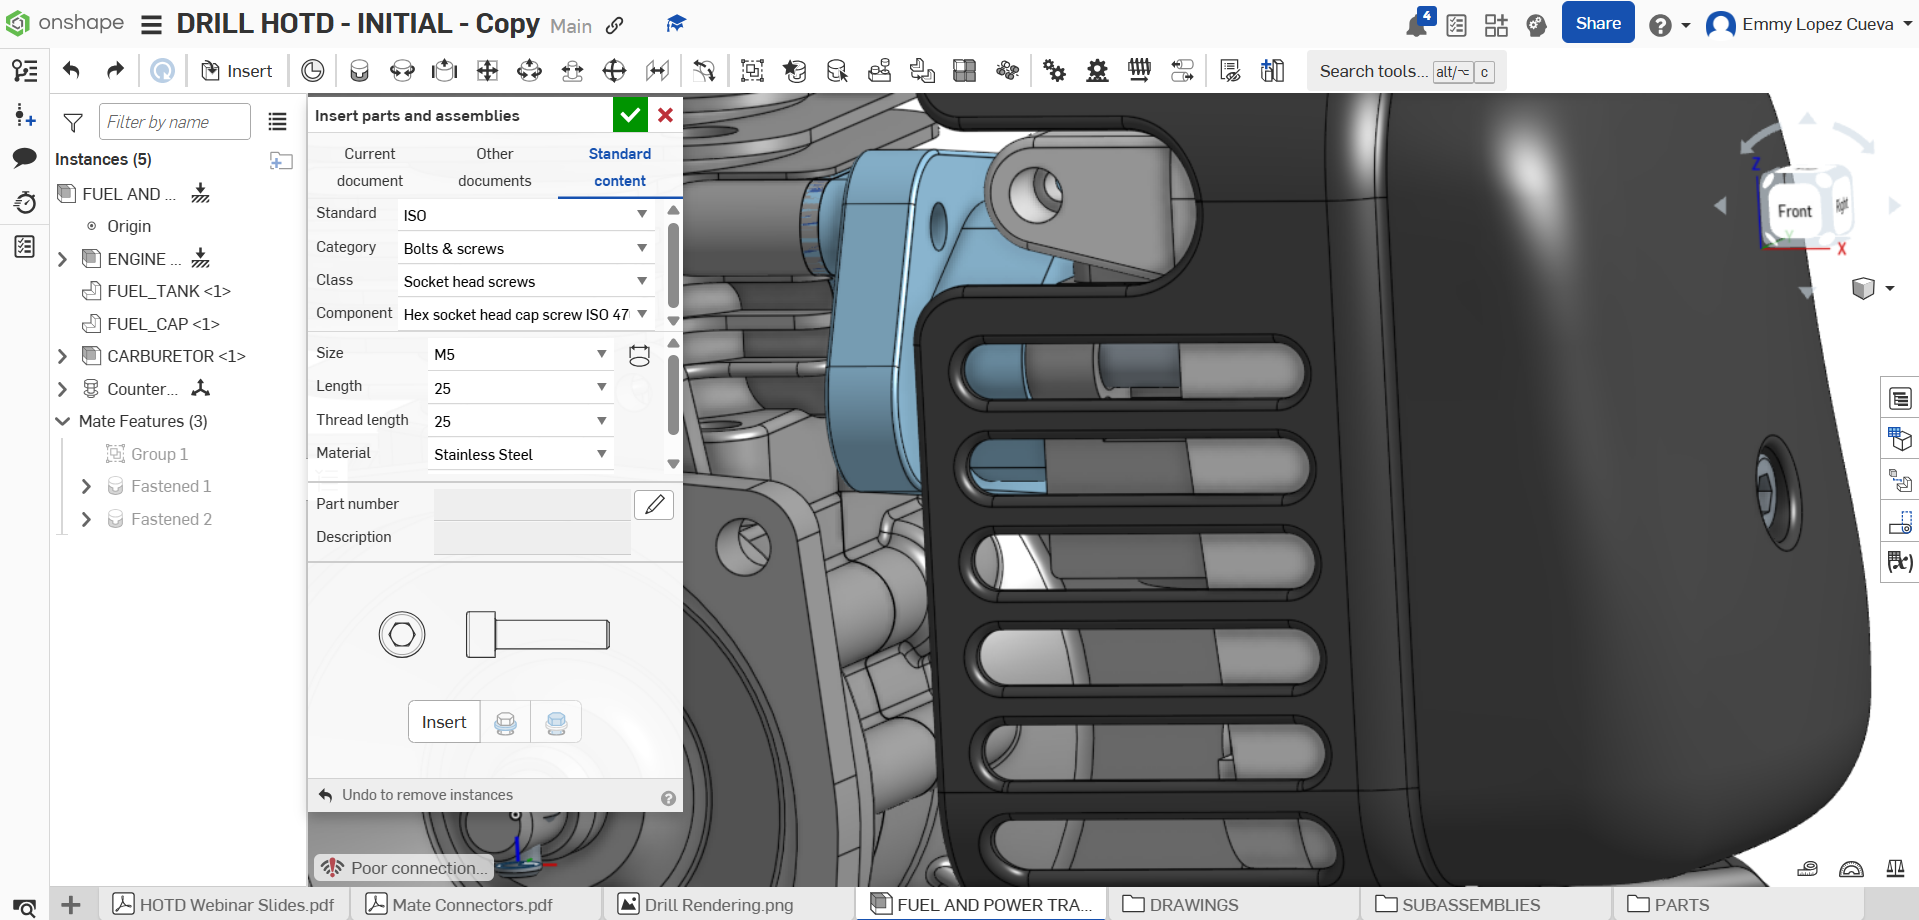 onshape
DRILL HOTD - INITIAL - Copy Main
4
Share
Emmy Lopez Cueva
Insert
Search tools... alt/⌥ c
Filter by name
Instances (5)
FUEL AND ...
Origin
ENGINE ...
FUEL_TANK <1>
FUEL_CAP <1>
CARBURETOR <1>
Counter...
Mate Features (3)
Group 1
Fastened 1
Fastened 2
Insert parts and assemblies
Current document
Other documents
Standard content
Standard ISO
Category Bolts & screws
Class Socket head screws
Component Hex socket head cap screw ISO 47
Size M5
Length 25
Thread length 25
Material Stainless Steel
Part number
Description
Insert
Undo to remove instances
Poor connection...
Z
Front
Right
Y
X
(x)
HOTD Webinar Slides.pdf
Mate Connectors.pdf
Drill Rendering.png
FUEL AND POWER TRA...
DRAWINGS
SUBASSEMBLIES
PARTS